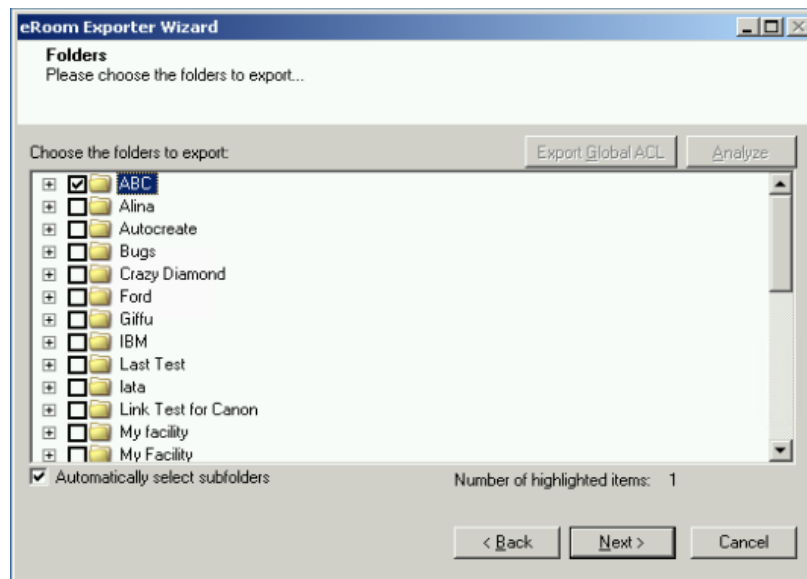 eRoom Exporter Wizard
Folders
Please choose the folders to export...
Choose the folders to export:
Export Global ACL
Analyze
ABC
Alina
Autocreate
Bugs
Crazy Diamond
Ford
Giffu
IBM
Last Test
lata
Link Test for Canon
My facility
My Facility
Automatically select subfolders
Number of highlighted items: 1
< Back
Next >
Cancel